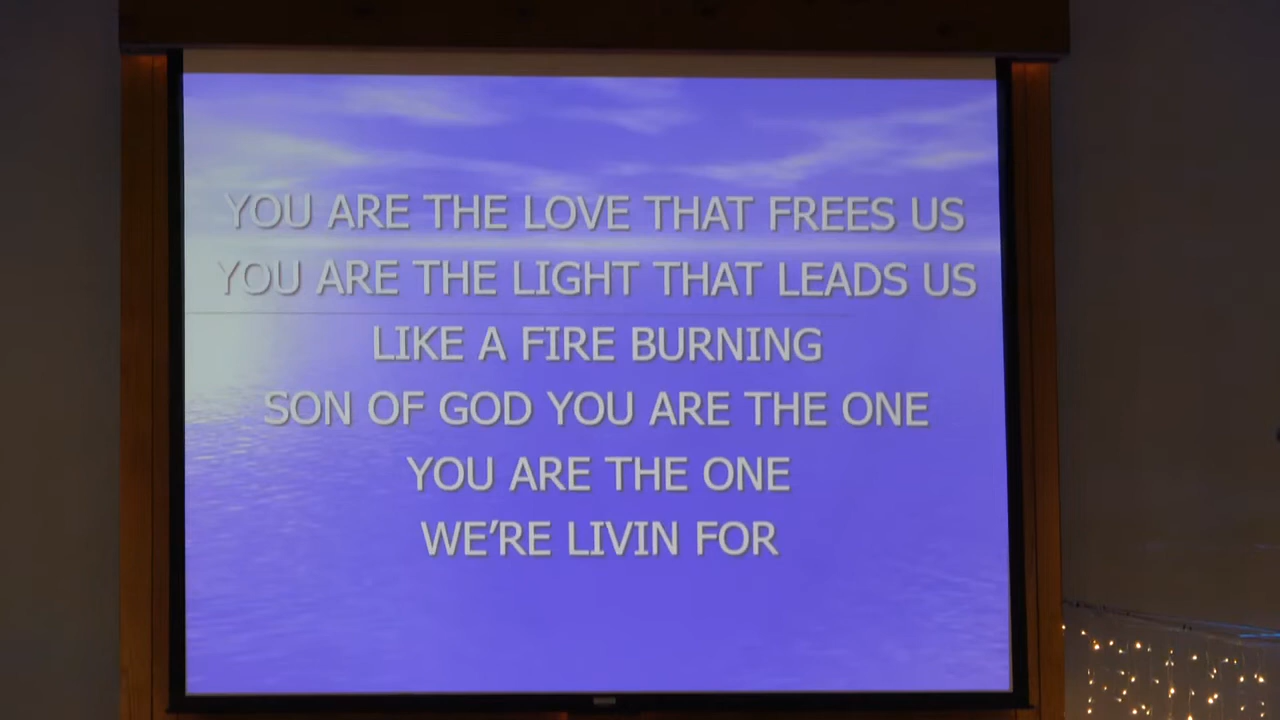 YOU ARE THE LOVE THAT FREES US
YOU ARE THE LIGHT THAT LEADS US
LIKE A FIRE BURNING
SON OF GOD YOU ARE THE ONE
YOU ARE THE ONE
WE'RE LIVIN FOR